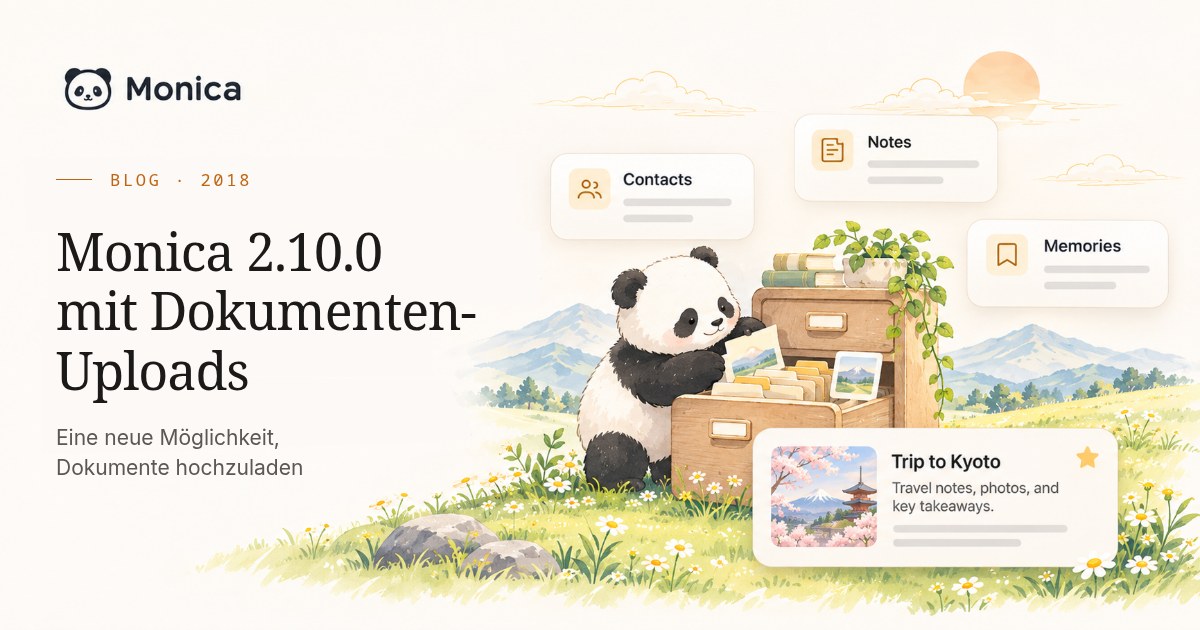 Monica
BLOG · 2018
Monica 2.10.0
mit Dokumenten-
Uploads
Eine neue Möglichkeit,
Dokumente hochzuladen
Contacts
Notes
Memories
Trip to Kyoto
Travel notes, photos, and
key takeaways.